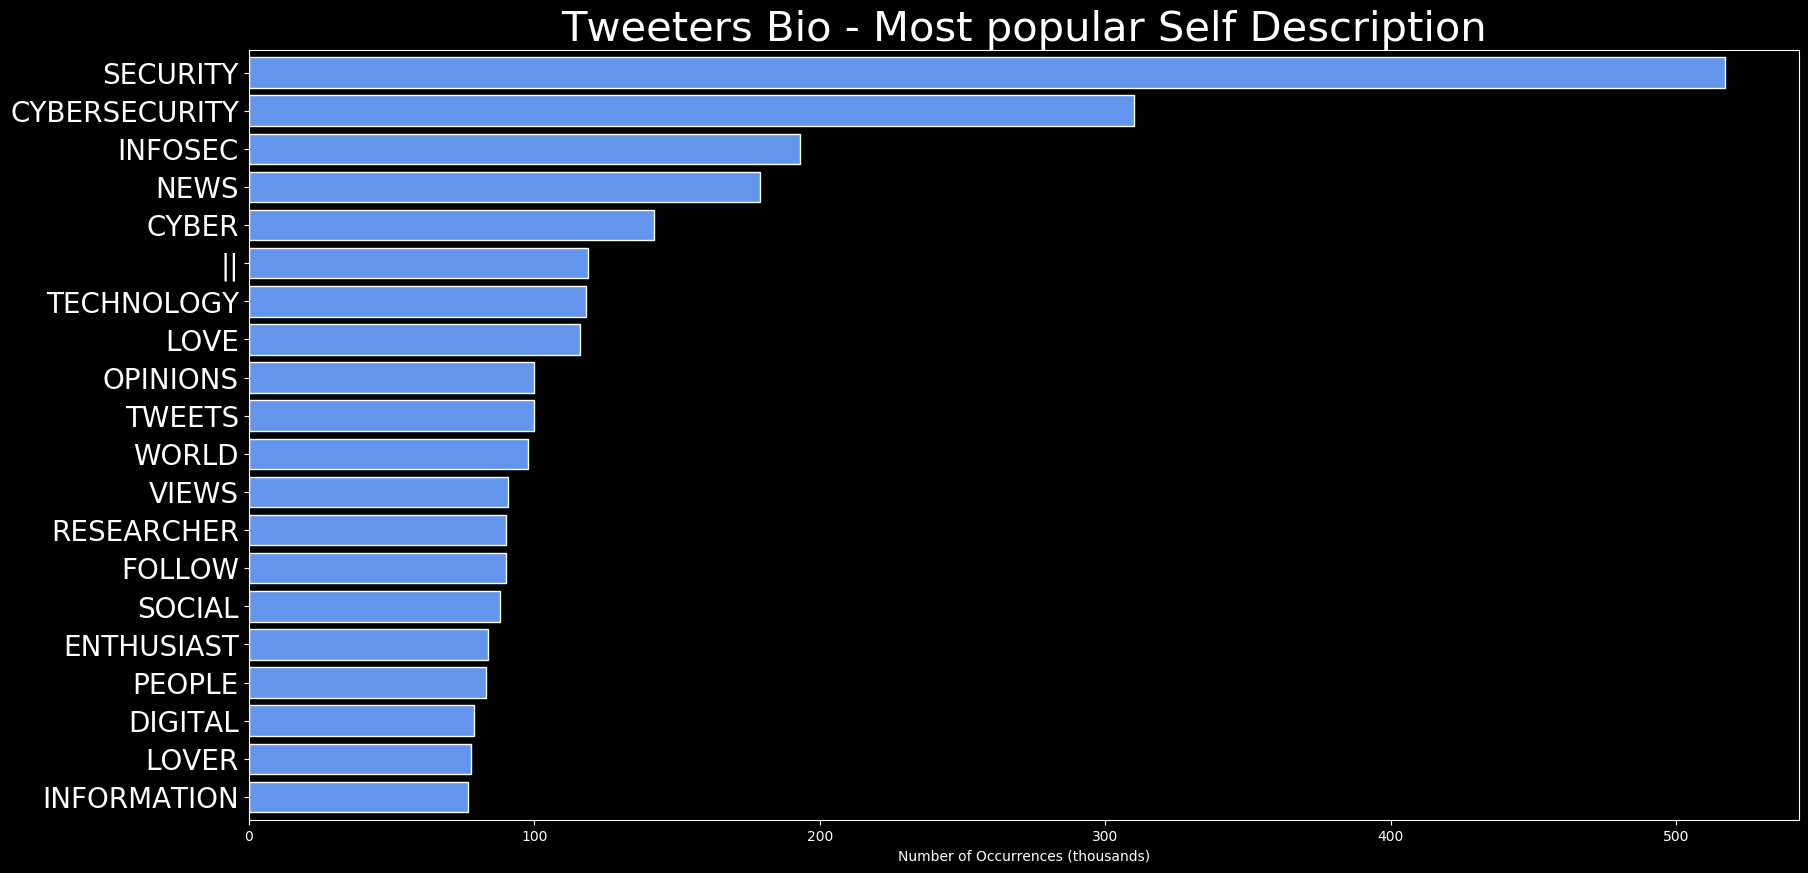 Tweeters Bio - Most popular Self Description
SECURITY
CYBERSECURITY
INFOSEC
NEWS
CYBER
||
TECHNOLOGY
LOVE
OPINIONS
TWEETS
WORLD
VIEWS
RESEARCHER
FOLLOW
SOCIAL
ENTHUSIAST
PEOPLE
DIGITAL
LOVER
INFORMATION
0 100 200 300 400 500
Number of Occurrences (thousands)